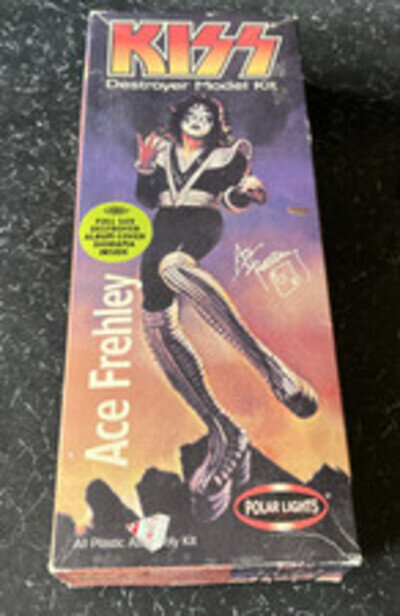 KISS
Destroyer Model Kit
FULL SIZE
DESTROYER
ALBUM COVER
DIORAMA
INSIDE
Ace Frehley
POLAR LIGHTS
All Plastic Assembly Kit